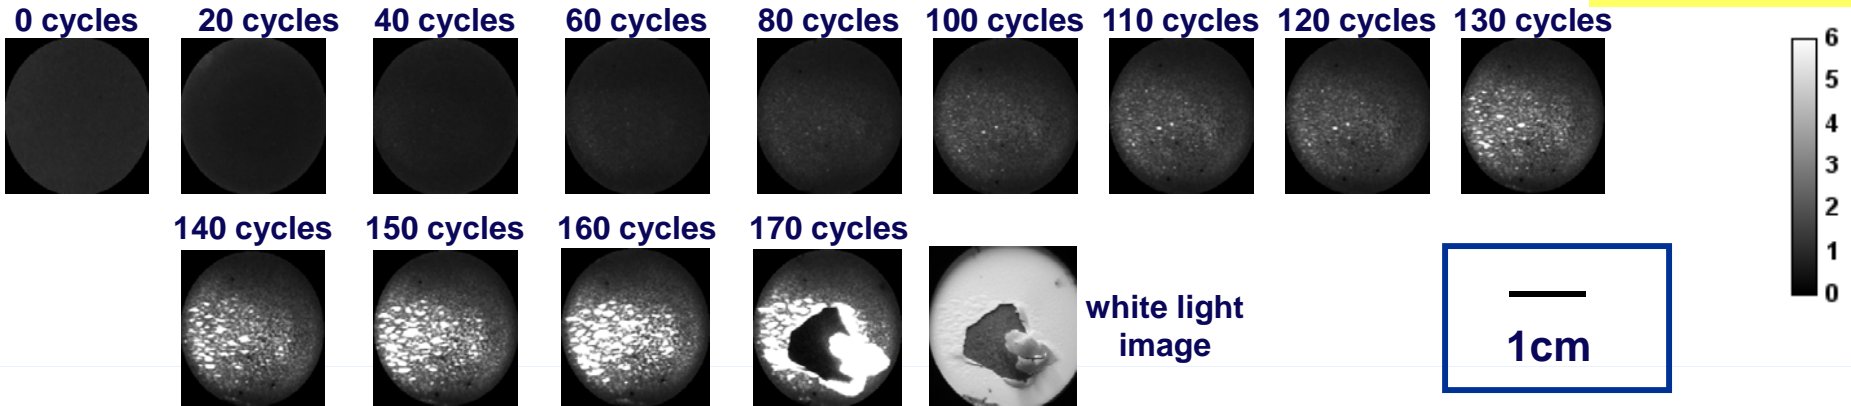 0 cycles
20 cycles
40 cycles
60 cycles
80 cycles
100 cycles
110 cycles
120 cycles
130 cycles
6
5
4
3
2
1
0
140 cycles
150 cycles
160 cycles
170 cycles
white light
image
1cm